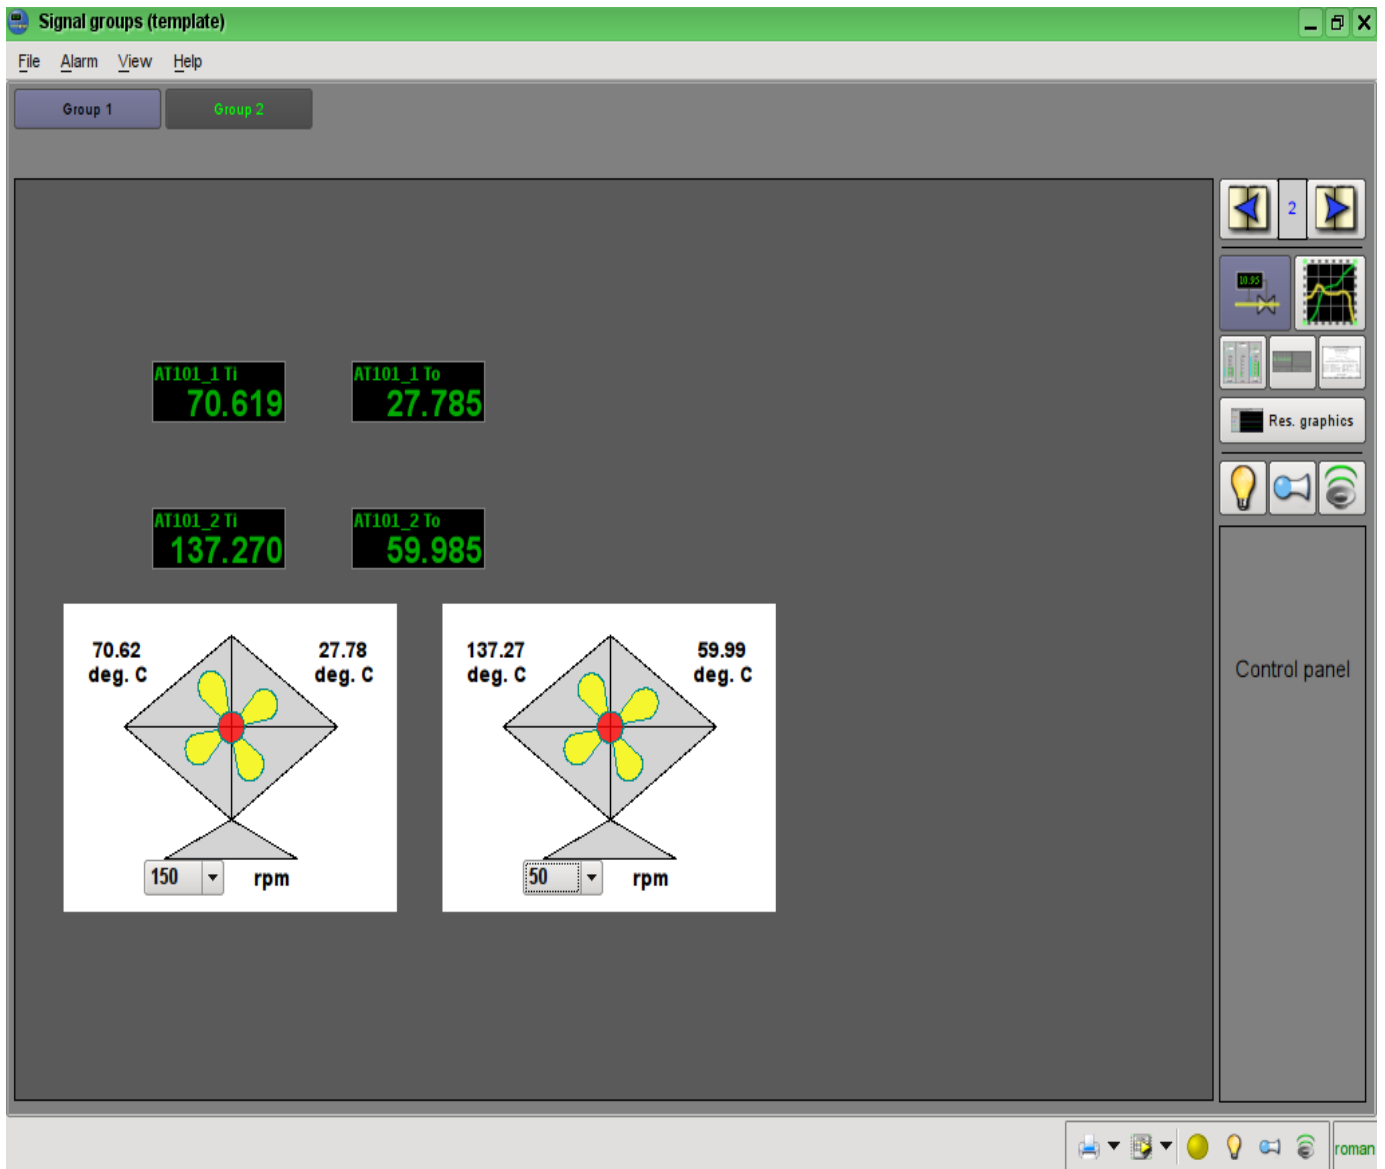 Signal groups (template)
File Alarm View Help
Group 1 Group 2
2
10.95
AT101_1 Ti AT101_1 To
70.619 27.785
Res. graphics
AT101_2 Ti AT101_2 To
137.270 59.985
70.62 27.78 137.27 59.99
deg. C deg. C deg. C deg. C
Control panel
150 rpm 50 rpm
roman